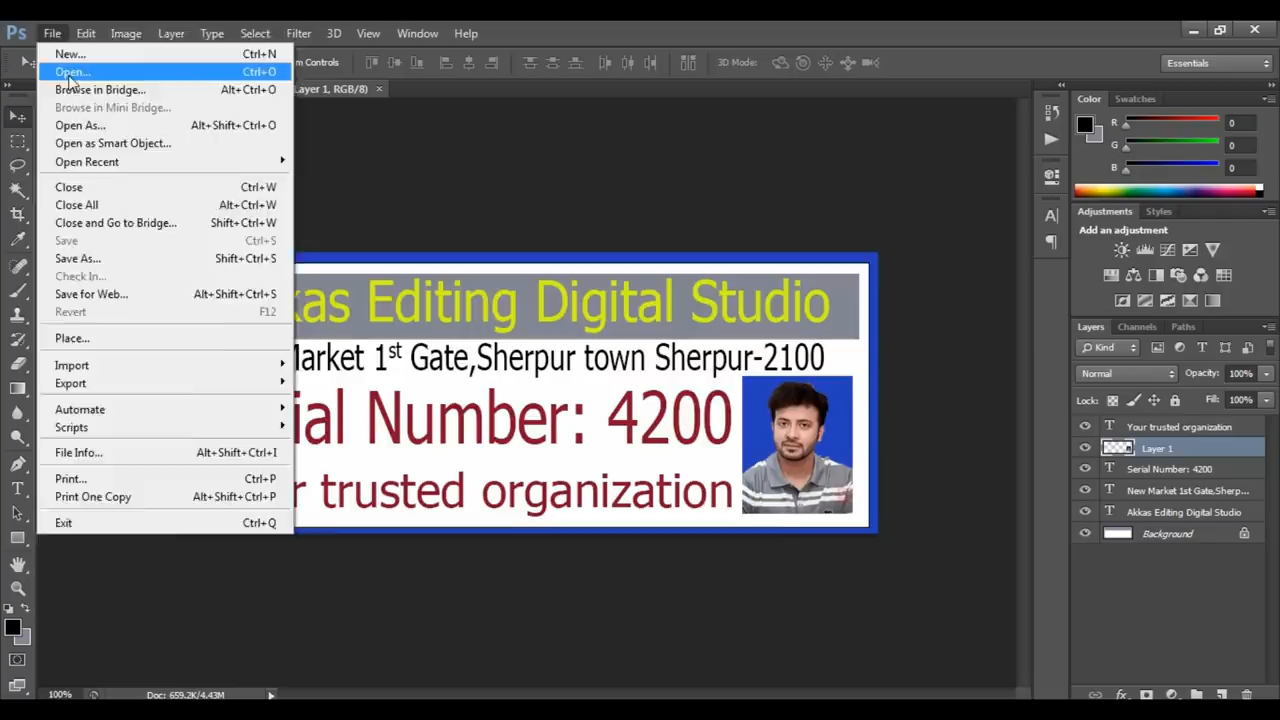 Ps File Edit Image Layer Type Select Filter 3D View Window Help
New... Ctrl+N
Open... Ctrl+O
Browse in Bridge... Alt+Ctrl+O
Browse in Mini Bridge...
Open As... Alt+Shift+Ctrl+O
Open as Smart Object...
Open Recent
Close Ctrl+W
Close All Alt+Ctrl+W
Close and Go to Bridge... Shift+Ctrl+W
Save Ctrl+S
Save As... Shift+Ctrl+S
Check In...
Save for Web... Alt+Shift+Ctrl+S
Revert F12
Place...
Import
Export
Automate
Scripts
File Info... Alt+Shift+Ctrl+I
Print... Ctrl+P
Print One Copy Alt+Shift+Ctrl+P
Exit Ctrl+Q
Controls 3D Mode: Essentials
Layer 1, RGB/8) ×
kas Editing Digital Studio
Market 1st Gate,Sherpur town Sherpur-2100
ial Number: 4200
r trusted organization
Color Swatches
R 0
G 0
B 0
Adjustments Styles
Add an adjustment
Layers Channels Paths
Kind
Normal Opacity: 100%
Lock: Fill: 100%
T Your trusted organization
Layer 1
T Serial Number: 4200
T New Market 1st Gate,Sherp...
T Akkas Editing Digital Studio
Background
100% Doc: 659.2K/4.43M